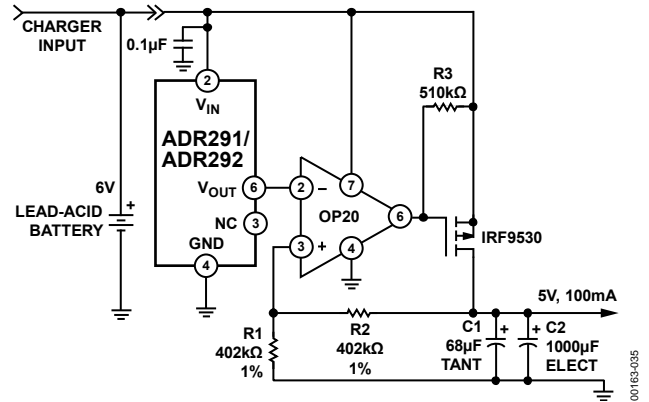 CHARGER
INPUT
0.1µF
2
VIN
ADR291/
ADR292
VOUT
6
NC
3
GND
4
6V
+
LEAD-ACID
BATTERY
2
–
7
OP20
6
3
+
4
R3
510kΩ
IRF9530
5V, 100mA
R1
402kΩ
1%
R2
402kΩ
1%
C1
68µF
TANT
+
+
C2
1000µF
ELECT
00163-035